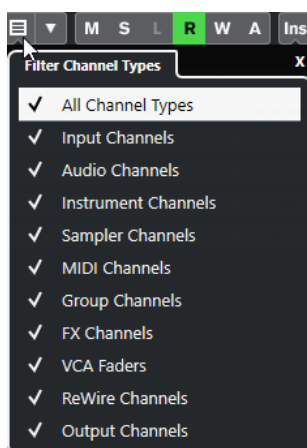 M S L R W A Ins
Filter Channel Types X
All Channel Types
Input Channels
Audio Channels
Instrument Channels
Sampler Channels
MIDI Channels
Group Channels
FX Channels
VCA Faders
ReWire Channels
Output Channels